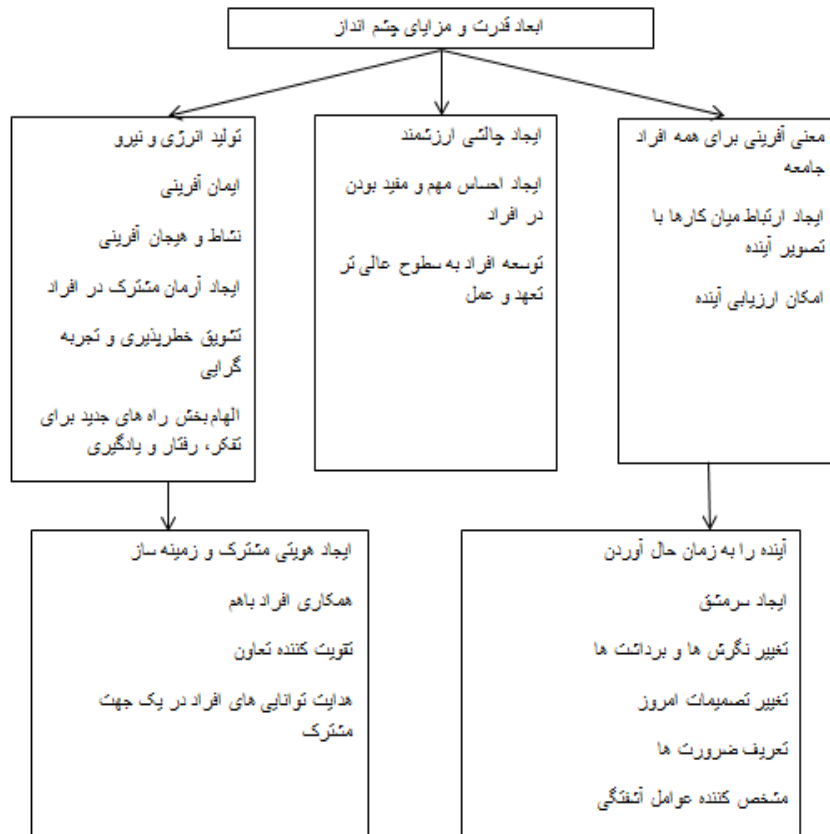 ابعاد قدرت و مزایای چشم انداز
معنی آفرینی برای همه افراد
جامعه
ایجاد ارتباط میان کارها با
تصویر آینده
امکان ارزیابی آینده
ایجاد چالشی ارزشمند
ایجاد احساس مهم و مفید بودن
در افراد
توسعه افراد به سطوح عالی تر
تعهد و عمل
تولید انرژی و نیرو
ایمان آفرینی
نشاط و هیجان آفرینی
ایجاد آرمان مشترک در افراد
تشویق خطرپذیری و تجربه
گرایی
الهام بخش راه های جدید برای
تفکر، رفتار و یادگیری
آینده را به زمان حال آوردن
ایجاد سرمشق
تغییر نگرش ها و برداشت ها
تغییر تصمیمات امروز
تعریف ضرورت ها
مشخص کننده عوامل آشفتگی
ایجاد هویتی مشترک و زمینه ساز
همکاری افراد باهم
تقویت کننده تعاون
هدایت توانایی های افراد در یک جهت
مشترک